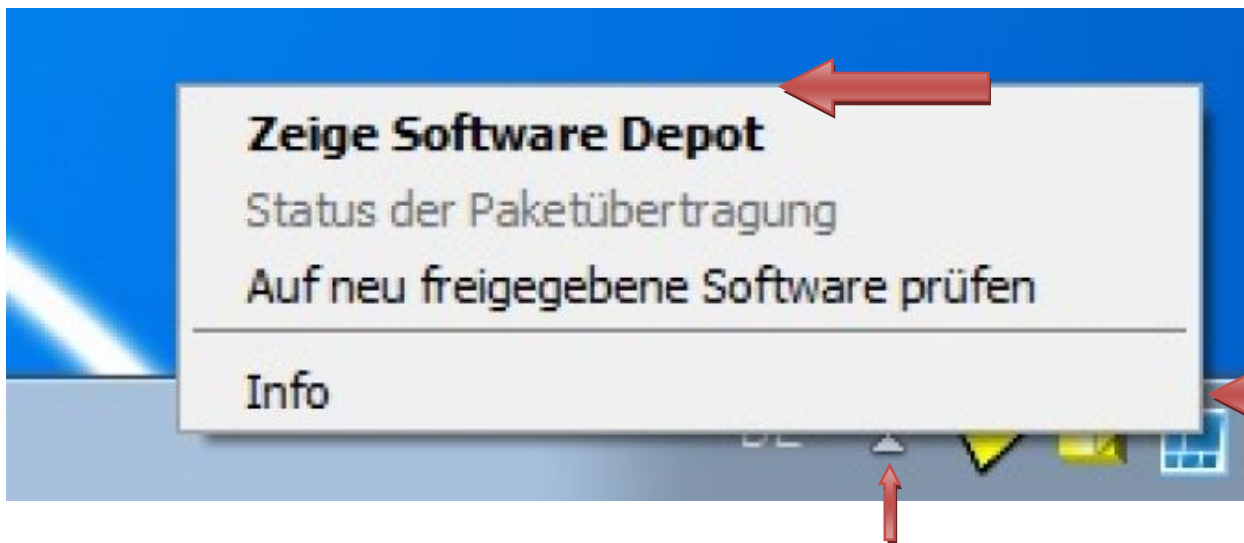 Zeige Software Depot
Status der Paketübertragung
Auf neu freigegebene Software prüfen
Info